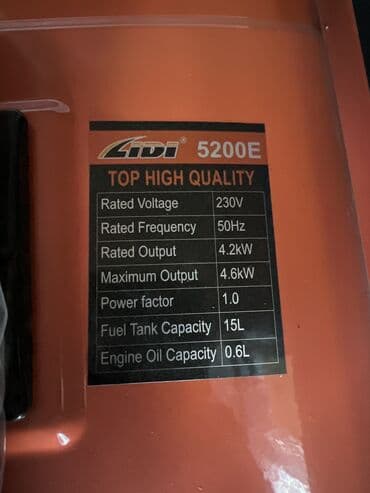 LIDI® 5200E
TOP HIGH QUALITY
Rated Voltage 230V
Rated Frequency 50Hz
Rated Output 4.2kW
Maximum Output 4.6kW
Power factor 1.0
Fuel Tank Capacity 15L
Engine Oil Capacity 0.6L